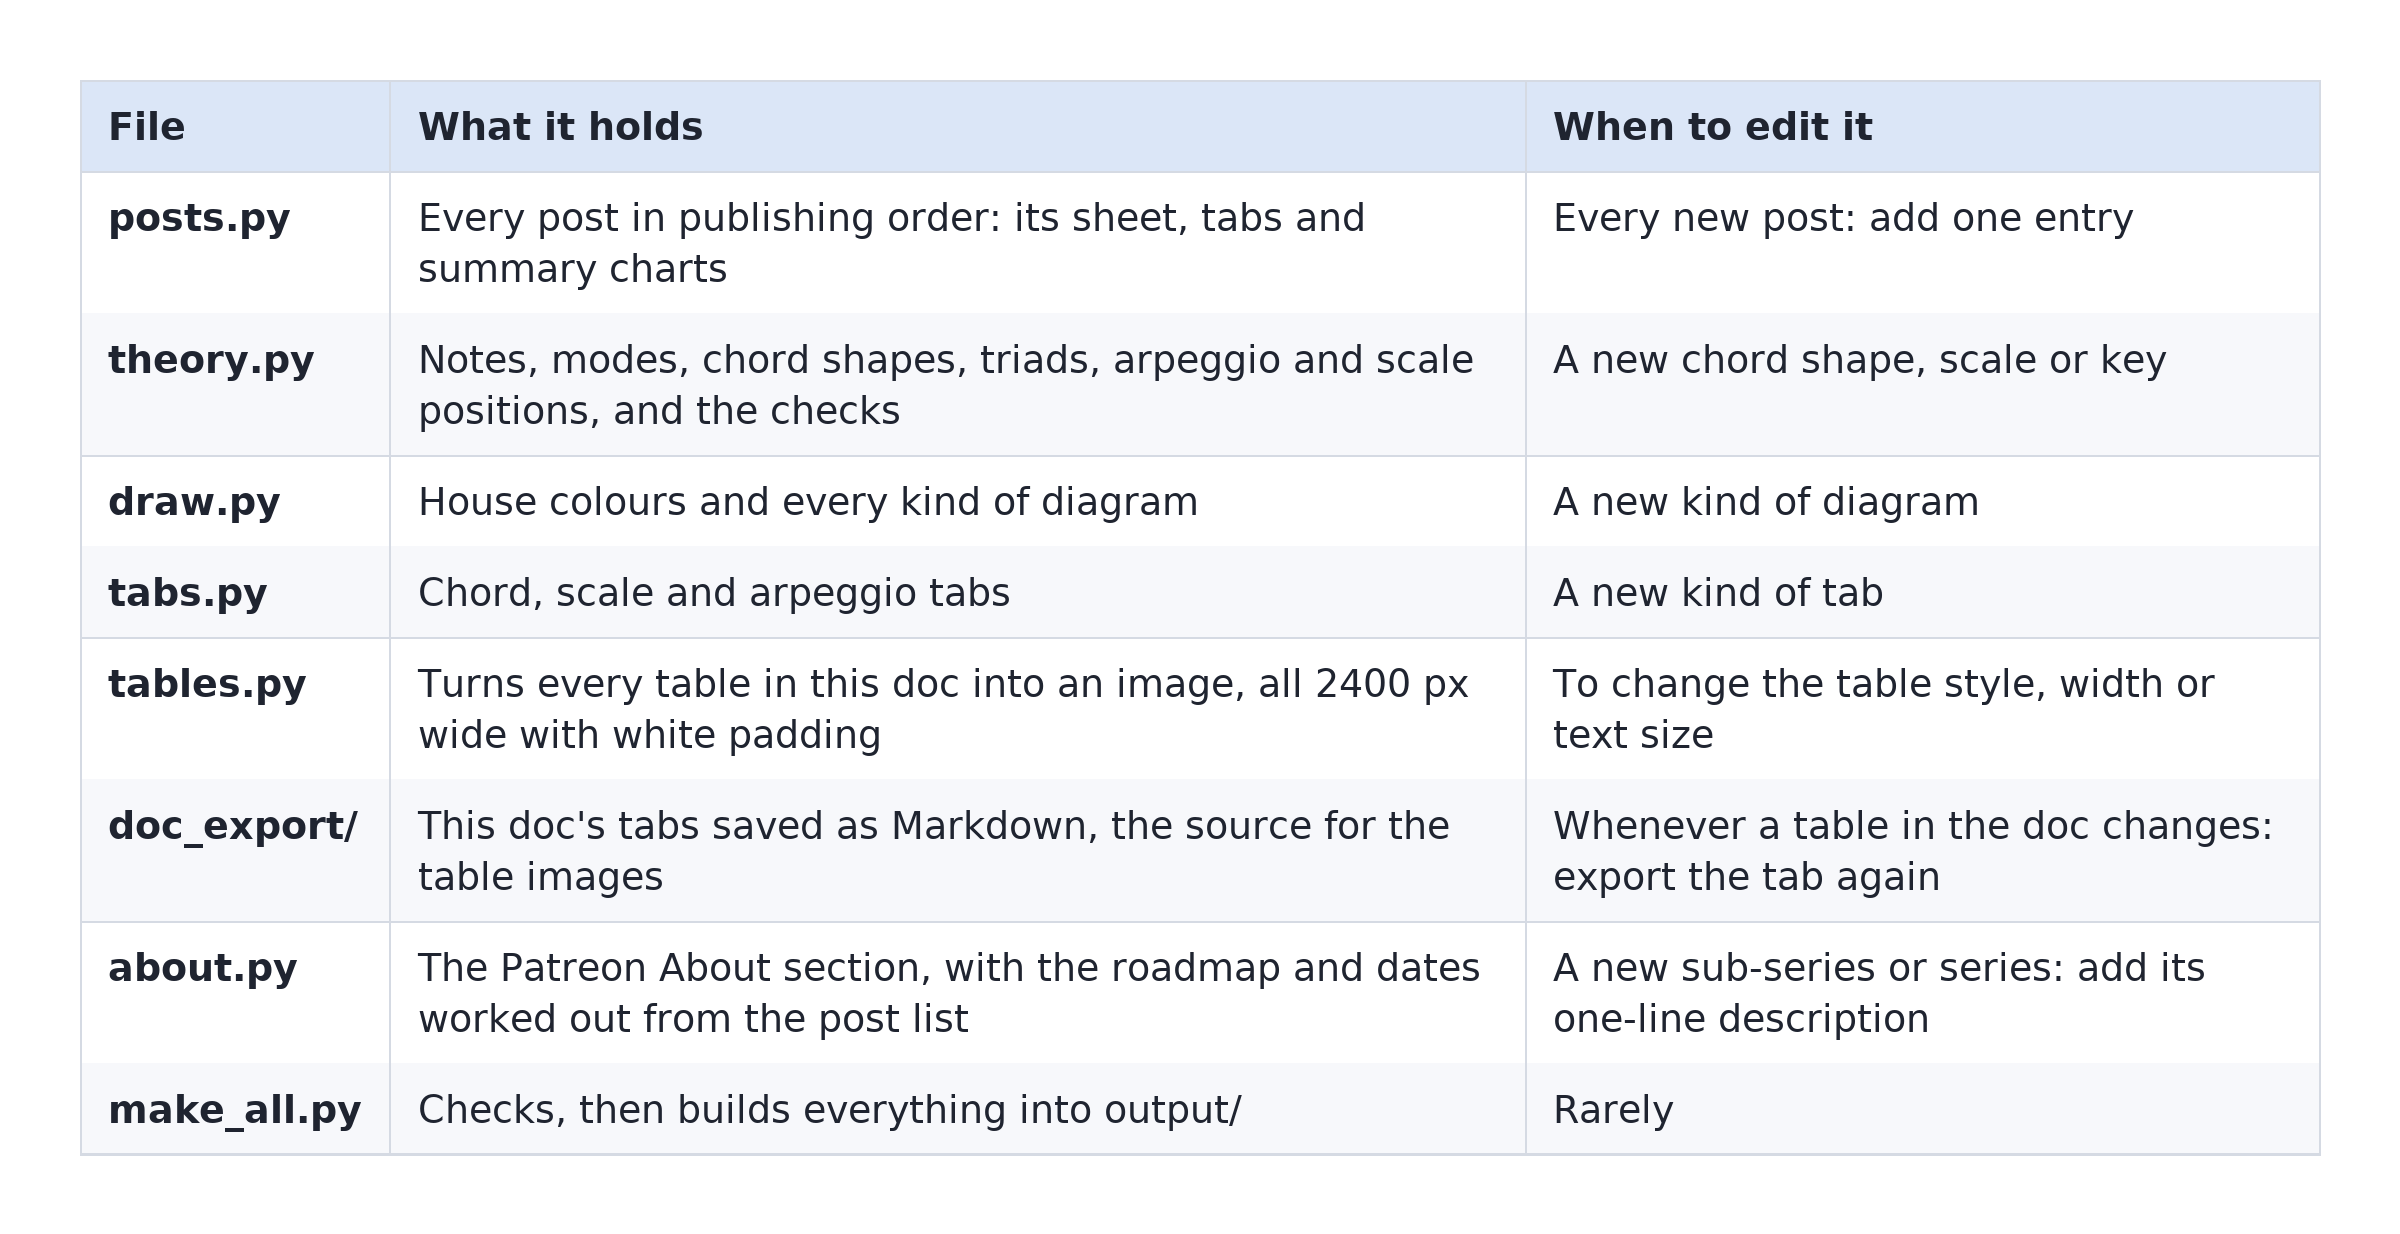 File What it holds When to edit it
posts.py Every post in publishing order: its sheet, tabs and Every new post: add one entry
summary charts
theory.py Notes, modes, chord shapes, triads, arpeggio and scale A new chord shape, scale or key
positions, and the checks
draw.py House colours and every kind of diagram A new kind of diagram
tabs.py Chord, scale and arpeggio tabs A new kind of tab
tables.py Turns every table in this doc into an image, all 2400 px To change the table style, width or
wide with white padding text size
doc_export/ This doc's tabs saved as Markdown, the source for the Whenever a table in the doc changes:
table images export the tab again
about.py The Patreon About section, with the roadmap and dates A new sub-series or series: add its
worked out from the post list one-line description
make_all.py Checks, then builds everything into output/ Rarely